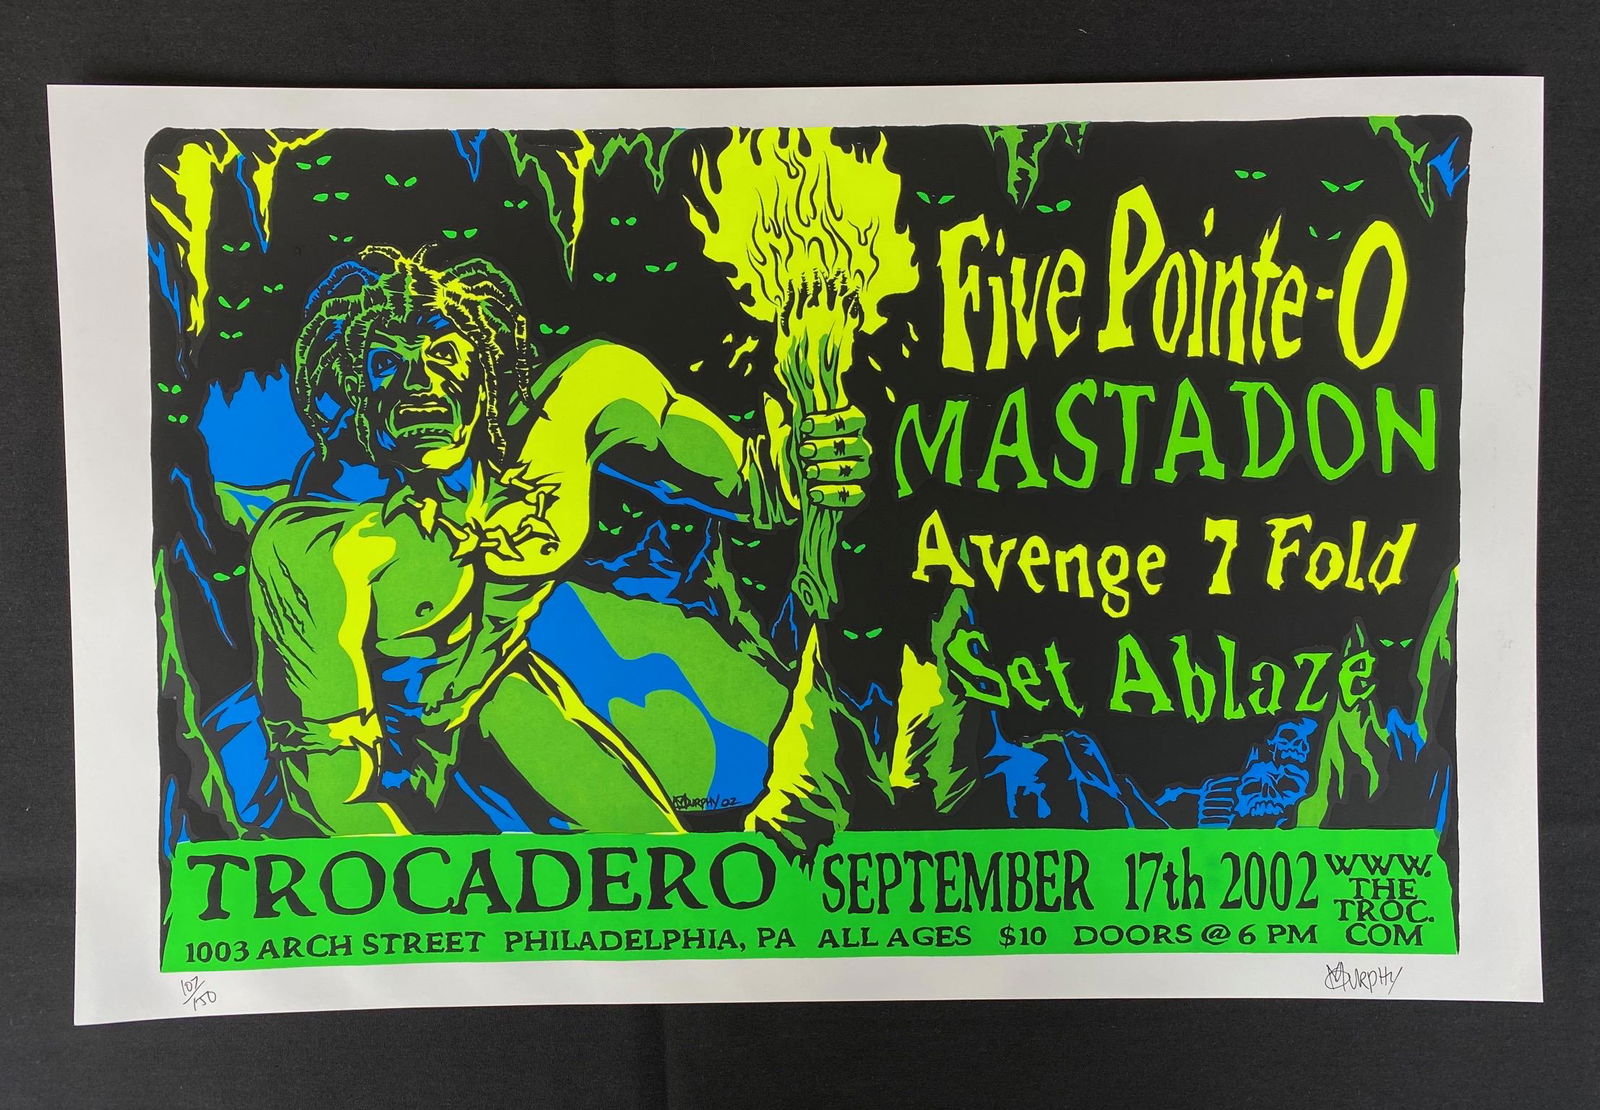 Five Pointe-O
MASTADON
Avenge 7 Fold
Set Ablaze
MURPHY 02
TROCADERO SEPTEMBER 17th 2002
1003 ARCH STREET PHILADELPHIA, PA ALL AGES $10 DOORS @ 6 PM
WWW.
THE
TROC.
COM
102/150
MURPHY